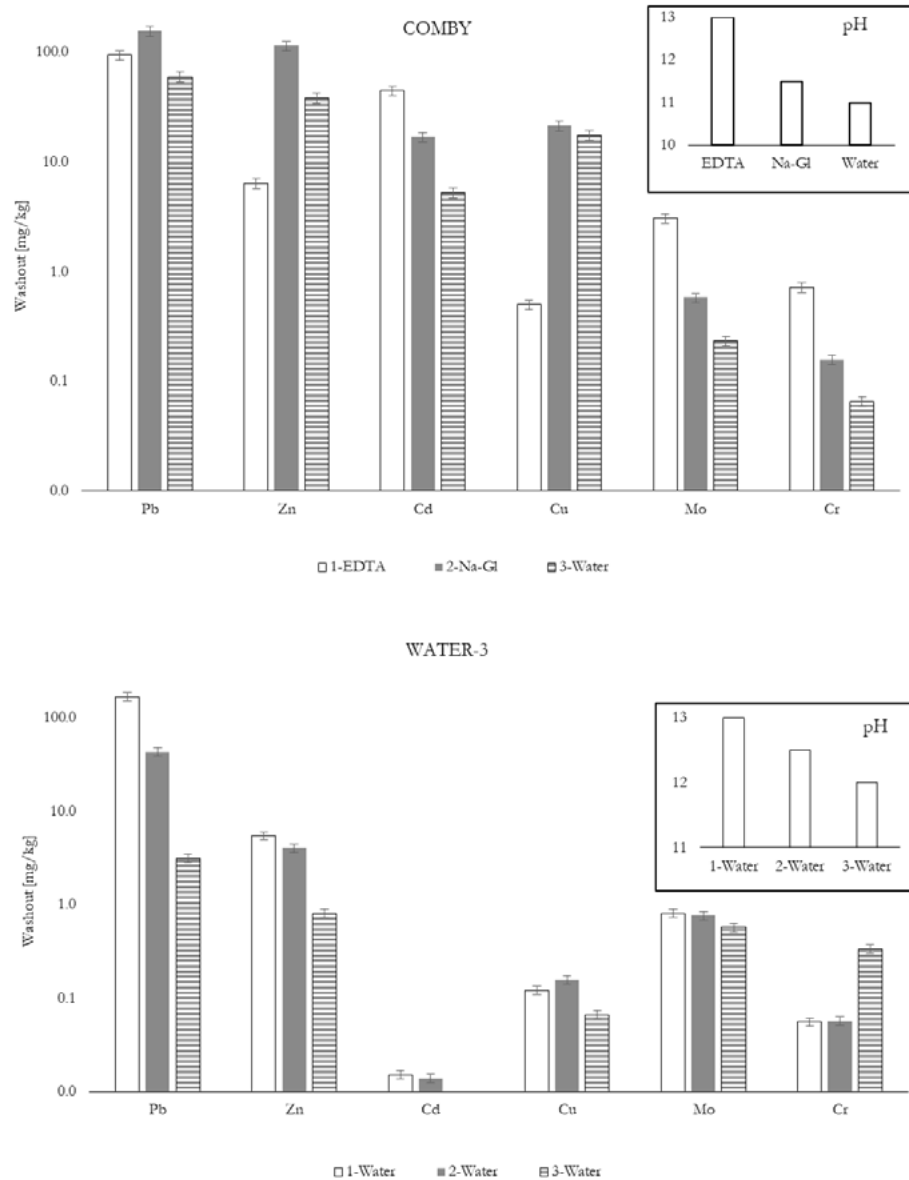 COMBY
Washout [mg/kg]
100.0
10.0
1.0
0.1
0.0
Pb Zn Cd Cu Mo Cr
pH
13
12
11
10
EDTA Na-Gl Water
1-EDTA 2-Na-Gl 3-Water
WATER-3
Washout [mg/kg]
100.0
10.0
1.0
0.1
0.0
Pb Zn Cd Cu Mo Cr
pH
13
12
11
1-Water 2-Water 3-Water
1-Water 2-Water 3-Water